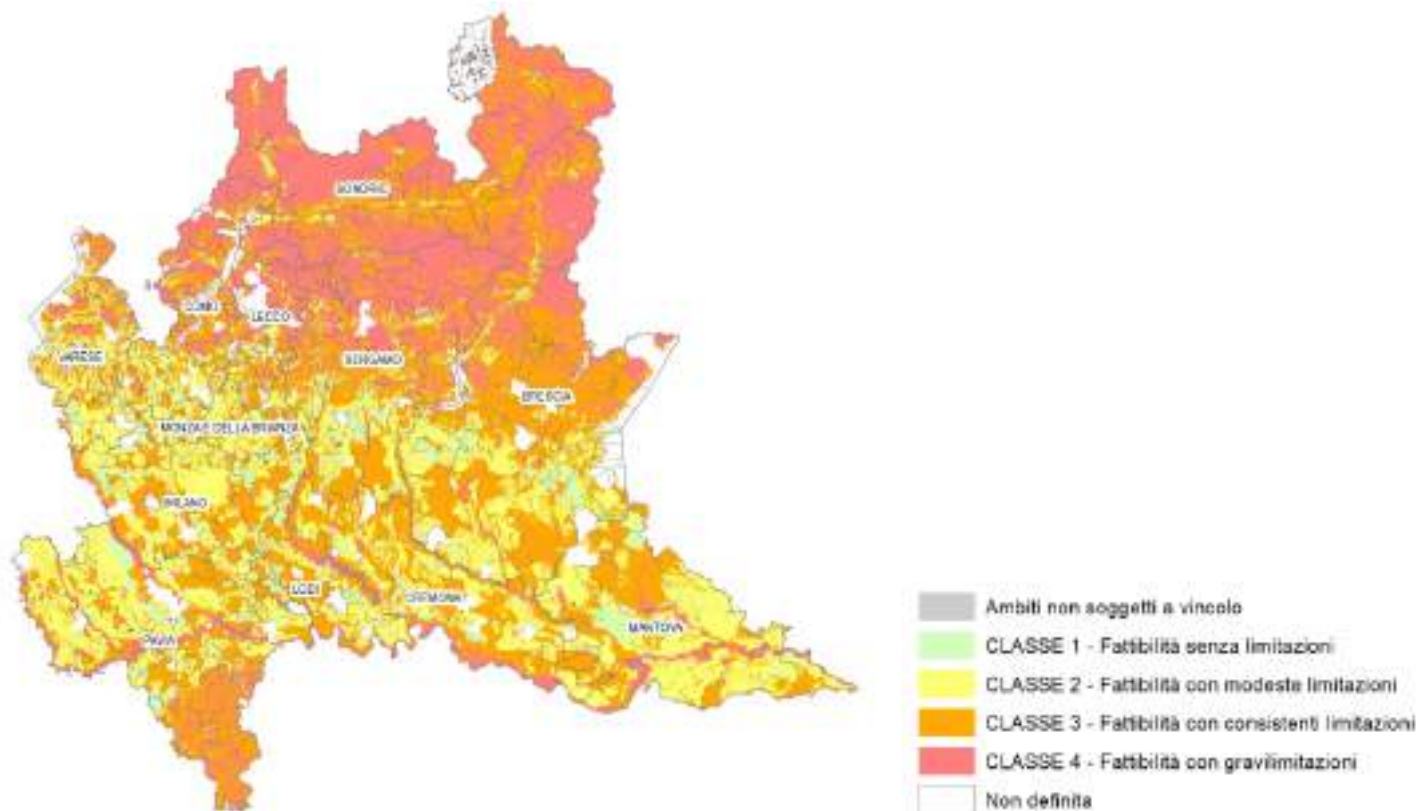 SONDRIO
COMO
LECCO
VARESE
BERGAMO
BRESCIA
MONZA E DELLA BRIANZA
MILANO
LODI
CREMONA
PAVIA
MANTOVA
Ambiti non soggetti a vincolo
CLASSE 1 - Fattibilità senza limitazioni
CLASSE 2 - Fattibilità con modeste limitazioni
CLASSE 3 - Fattibilità con consistenti limitazioni
CLASSE 4 - Fattibilità con gravilimitazioni
Non definita